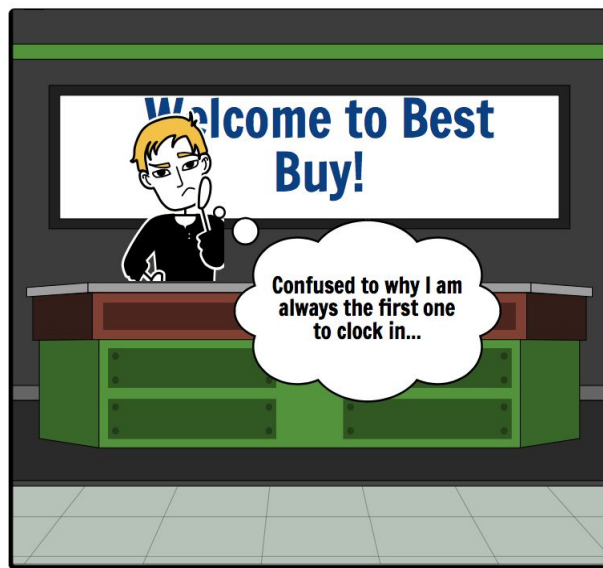 Welcome to Best
Buy!
Confused to why I am
always the first one
to clock in...